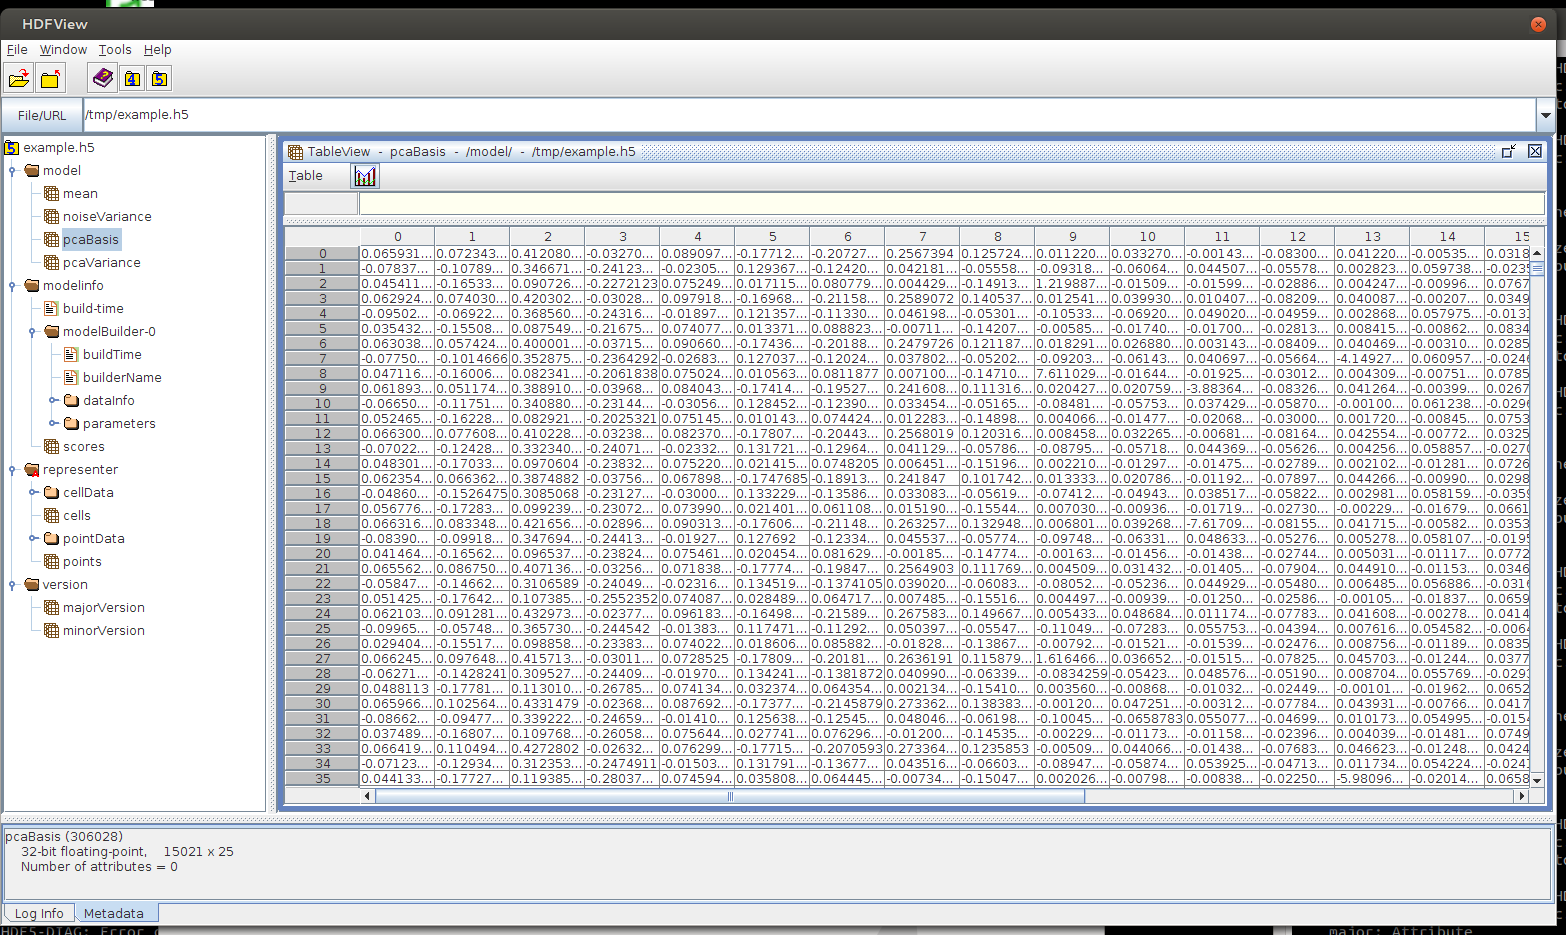 HDFView
File Window Tools Help
File/URL /tmp/example.h5
example.h5
model
mean
noiseVariance
pcaBasis
pcaVariance
modelinfo
build-time
modelBuilder-0
buildTime
builderName
dataInfo
parameters
scores
representer
cellData
cells
pointData
points
version
majorVersion
minorVersion
TableView - pcaBasis - /model/ - /tmp/example.h5
Table
0 1 2 3 4 5 6 7 8 9 10 11 12 13 14 15
0 0.065931... 0.072343... 0.412080... -0.03270... 0.089097... -0.17712... -0.20727... 0.2567394 0.125724... 0.011220... 0.033270... -0.00143... -0.08300... 0.041220... -0.00535... 0.0318
1 -0.07837... -0.10789... 0.346671... -0.24123... -0.02305... 0.129367... -0.12420... 0.042181... -0.05558... -0.09318... -0.06064... 0.044507... -0.05578... 0.002823... 0.059738... -0.0235
2 0.045411... -0.16533... 0.090726... -0.2272123 0.075249... 0.017115... 0.080779... 0.004429... -0.14913... 1.219887... -0.01509... -0.01599... -0.02886... 0.004247... -0.00996... 0.0767
3 0.062924... 0.074030... 0.420302... -0.03028... 0.097918... -0.16968... -0.21158... 0.2589072 0.140537... 0.012541... 0.039930... 0.010407... -0.08209... 0.040087... -0.00207... 0.0349
4 -0.09502... -0.06922... 0.368560... -0.24316... -0.01897... 0.121357... -0.11330... 0.046198... -0.05301... -0.10533... -0.06920... 0.049020... -0.04959... 0.002868... 0.057975... -0.0131
5 0.035432... -0.15508... 0.087549... -0.21675... 0.074077... 0.013371... 0.088823... -0.00711... -0.14207... -0.00585... -0.01740... -0.01700... -0.02813... 0.008415... -0.00862... 0.0834
6 0.063038... 0.057424... 0.400001... -0.03715... 0.090660... -0.17436... -0.20188... 0.2479726 0.121187... 0.018291... 0.026880... 0.003143... -0.08409... 0.040469... -0.00310... 0.0285
7 -0.07750... -0.1014666 0.352875... -0.2364292 -0.02683... 0.127037... -0.12024... 0.037802... -0.05202... -0.09203... -0.06143... 0.040697... -0.05664... -4.14927... 0.060957... -0.0246
8 0.047116... -0.16006... 0.082341... -0.2061838 0.075024... 0.010563... 0.0811877 0.007100... -0.14710... 7.611029... -0.01644... -0.01925... -0.03012... 0.004309... -0.00751... 0.0785
9 0.061893... 0.051174... 0.388910... -0.03968... 0.084043... -0.17414... -0.19527... 0.241608... 0.111316... 0.020427... 0.020759... -3.88364... -0.08326... 0.041264... -0.00399... 0.0267
10 -0.06650... -0.11751... 0.340880... -0.23144... -0.03056... 0.128452... -0.12390... 0.033454... -0.05165... -0.08481... -0.05753... 0.037429... -0.05870... -0.00100... 0.061238... -0.0296
11 0.052465... -0.16228... 0.082921... -0.2025321 0.075145... 0.010143... 0.074424... 0.012283... -0.14898... 0.004066... -0.01477... -0.02068... -0.03000... 0.001720... -0.00845... 0.0753
12 0.066300... 0.077608... 0.410228... -0.03238... 0.082370... -0.17807... -0.20443... 0.2568019 0.120316... 0.008458... 0.032265... -0.00681... -0.08164... 0.042554... -0.00772... 0.0325
13 -0.07022... -0.12428... 0.332340... -0.24071... -0.02332... 0.131721... -0.12964... 0.041129... -0.05786... -0.08795... -0.05718... 0.044369... -0.05626... 0.004256... 0.058857... -0.0270
14 0.048301... -0.17033... 0.0970604 -0.23832... 0.075220... 0.021415... 0.0748205 0.006451... -0.15196... 0.002210... -0.01297... -0.01475... -0.02789... 0.002102... -0.01281... 0.0726
15 0.062354... 0.066362... 0.3874882 -0.03756... 0.067898... -0.1747685 -0.18913... 0.241847 0.101742... 0.013333... 0.020786... -0.01192... -0.07897... 0.044266... -0.00990... 0.0298
16 -0.04860... -0.1526475 0.3085068 -0.23127... -0.03000... 0.133229... -0.13586... 0.033083... -0.05619... -0.07412... -0.04943... 0.038517... -0.05822... 0.002981... 0.058159... -0.0359
17 0.056776... -0.17283... 0.099239... -0.23072... 0.073990... 0.021401... 0.061108... 0.015190... -0.15544... 0.007030... -0.00936... -0.01719... -0.02730... -0.00229... -0.01679... 0.0661
18 0.066316... 0.083348... 0.421656... -0.02896... 0.090313... -0.17606... -0.21148... 0.263257... 0.132948... 0.006801... 0.039268... -7.61709... -0.08155... 0.041715... -0.00582... 0.0353
19 -0.08390... -0.09918... 0.347694... -0.24413... -0.01927... 0.127692 -0.12334... 0.045537... -0.05774... -0.09748... -0.06331... 0.048633... -0.05276... 0.005278... 0.058107... -0.0195
20 0.041464... -0.16562... 0.096537... -0.23824... 0.075461... 0.020454... 0.081629... -0.00185... -0.14774... -0.00163... -0.01456... -0.01438... -0.02744... 0.005031... -0.01117... 0.0772
21 0.065562... 0.086750... 0.407136... -0.03256... 0.071838... -0.17774... -0.19847... 0.2564903 0.111769... 0.004509... 0.031432... -0.01405... -0.07904... 0.044910... -0.01153... 0.0346
22 -0.05847... -0.14662... 0.3106589 -0.24049... -0.02316... 0.134519... -0.1374105 0.039020... -0.06083... -0.08052... -0.05236... 0.044929... -0.05480... 0.006485... 0.056886... -0.0316
23 0.051425... -0.17642... 0.107385... -0.2552352 0.074087... 0.028489... 0.064717... 0.007485... -0.15516... 0.004497... -0.00939... -0.01250... -0.02586... -0.00105... -0.01837... 0.0659
24 0.062103... 0.091281... 0.432973... -0.02377... 0.096183... -0.16498... -0.21589... 0.267583... 0.149667... 0.005433... 0.048684... 0.011174... -0.07783... 0.041608... -0.00278... 0.0414
25 -0.09965... -0.05748... 0.365730... -0.244542 -0.01383... 0.117471... -0.11292... 0.050397... -0.05547... -0.11049... -0.07283... 0.055753... -0.04394... 0.007616... 0.054582... -0.0064
26 0.029404... -0.15517... 0.098858... -0.23383... 0.074022... 0.018606... 0.085882... -0.01828... -0.13867... -0.00792... -0.01521... -0.01539... -0.02476... 0.008756... -0.01189... 0.0835
27 0.066245... 0.097648... 0.415713... -0.03011... 0.0728525 -0.17809... -0.20181... 0.2636191 0.115879... 1.616466... 0.036652... -0.01515... -0.07825... 0.045703... -0.01244... 0.0377
28 -0.06271... -0.1428241 0.309527... -0.24409... -0.01970... 0.134241... -0.1381872 0.040990... -0.06339... -0.0834259 -0.05423... 0.048576... -0.05190... 0.008704... 0.055769... -0.0293
29 0.0488113 -0.17781... 0.113010... -0.26785... 0.074134... 0.032374... 0.064354... 0.002134... -0.15410... 0.003560... -0.00868... -0.01032... -0.02449... -0.00101... -0.01962... 0.0652
30 0.065966... 0.102564... 0.4331479 -0.02368... 0.087692... -0.17377... -0.2145879 0.273362... 0.138383... -0.00120... 0.047251... -0.00312... -0.07784... 0.043931... -0.00766... 0.0417
31 -0.08662... -0.09477... 0.339222... -0.24659... -0.01410... 0.125638... -0.12545... 0.048046... -0.06198... -0.10045... -0.0658783 0.055077... -0.04699... 0.010173... 0.054995... -0.0154
32 0.037489... -0.16807... 0.109768... -0.26058... 0.075644... 0.027741... 0.076296... -0.01200... -0.14535... -0.00229... -0.01173... -0.01158... -0.02396... 0.004039... -0.01481... 0.0749
33 0.066419... 0.110494... 0.4272802 -0.02632... 0.076299... -0.17715... -0.2070593 0.273364... 0.1235853 -0.00509... 0.044066... -0.01438... -0.07683... 0.046623... -0.01248... 0.0424
34 -0.07123... -0.12934... 0.312353... -0.2474911 -0.01503... 0.131791... -0.13677... 0.043516... -0.06603... -0.08947... -0.05874... 0.053925... -0.04713... 0.011734... 0.054224... -0.0241
35 0.044133... -0.17727... 0.119385... -0.28037... 0.074594... 0.035808... 0.064445... -0.00734... -0.15047... 0.002026... -0.00798... -0.00838... -0.02250... -5.98096... -0.02014... 0.0658
pcaBasis (306028)
32-bit floating-point, 15021 x 25
Number of attributes = 0
Log Info Metadata
HDF5-DIAG: Error
major: Attribute